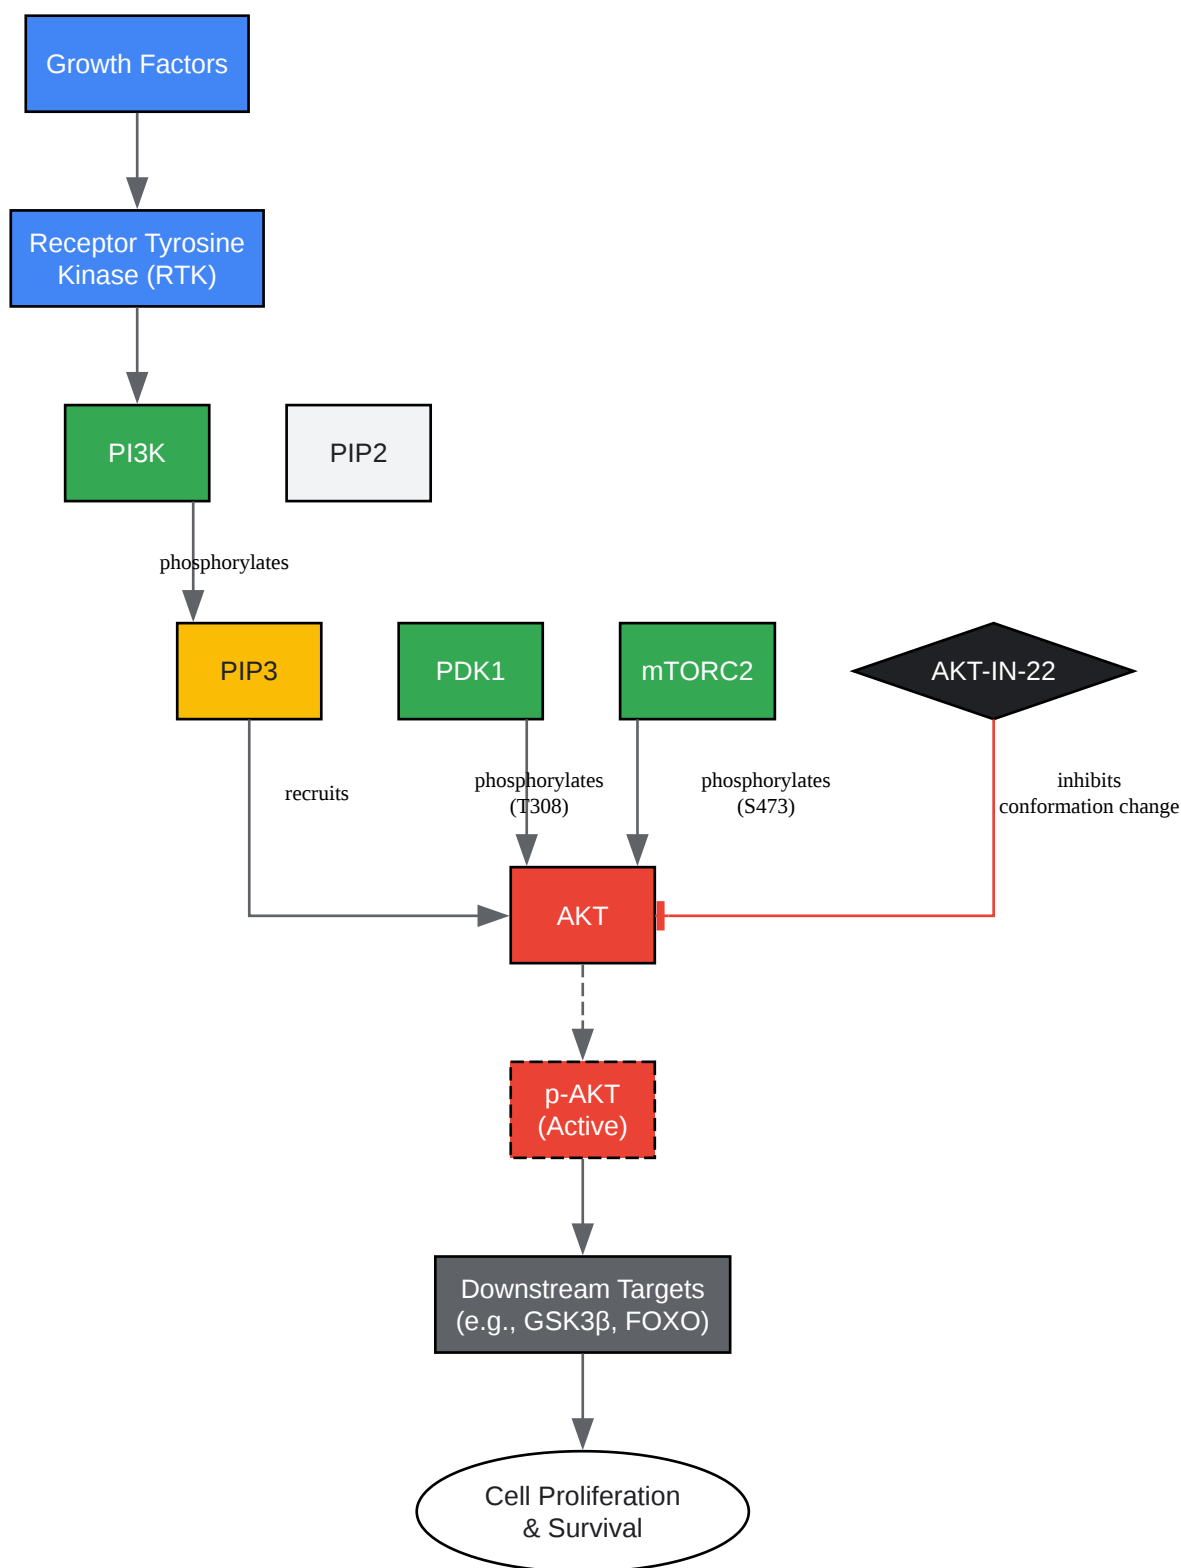 Growth Factors
Receptor Tyrosine
Kinase (RTK)
PI3K
PIP2
phosphorylates
PIP3
PDK1
mTORC2
AKT-IN-22
recruits
phosphorylates
(T308)
phosphorylates
(S473)
inhibits
conformation change
AKT
p-AKT
(Active)
Downstream Targets
(e.g., GSK3β, FOXO)
Cell Proliferation
& Survival